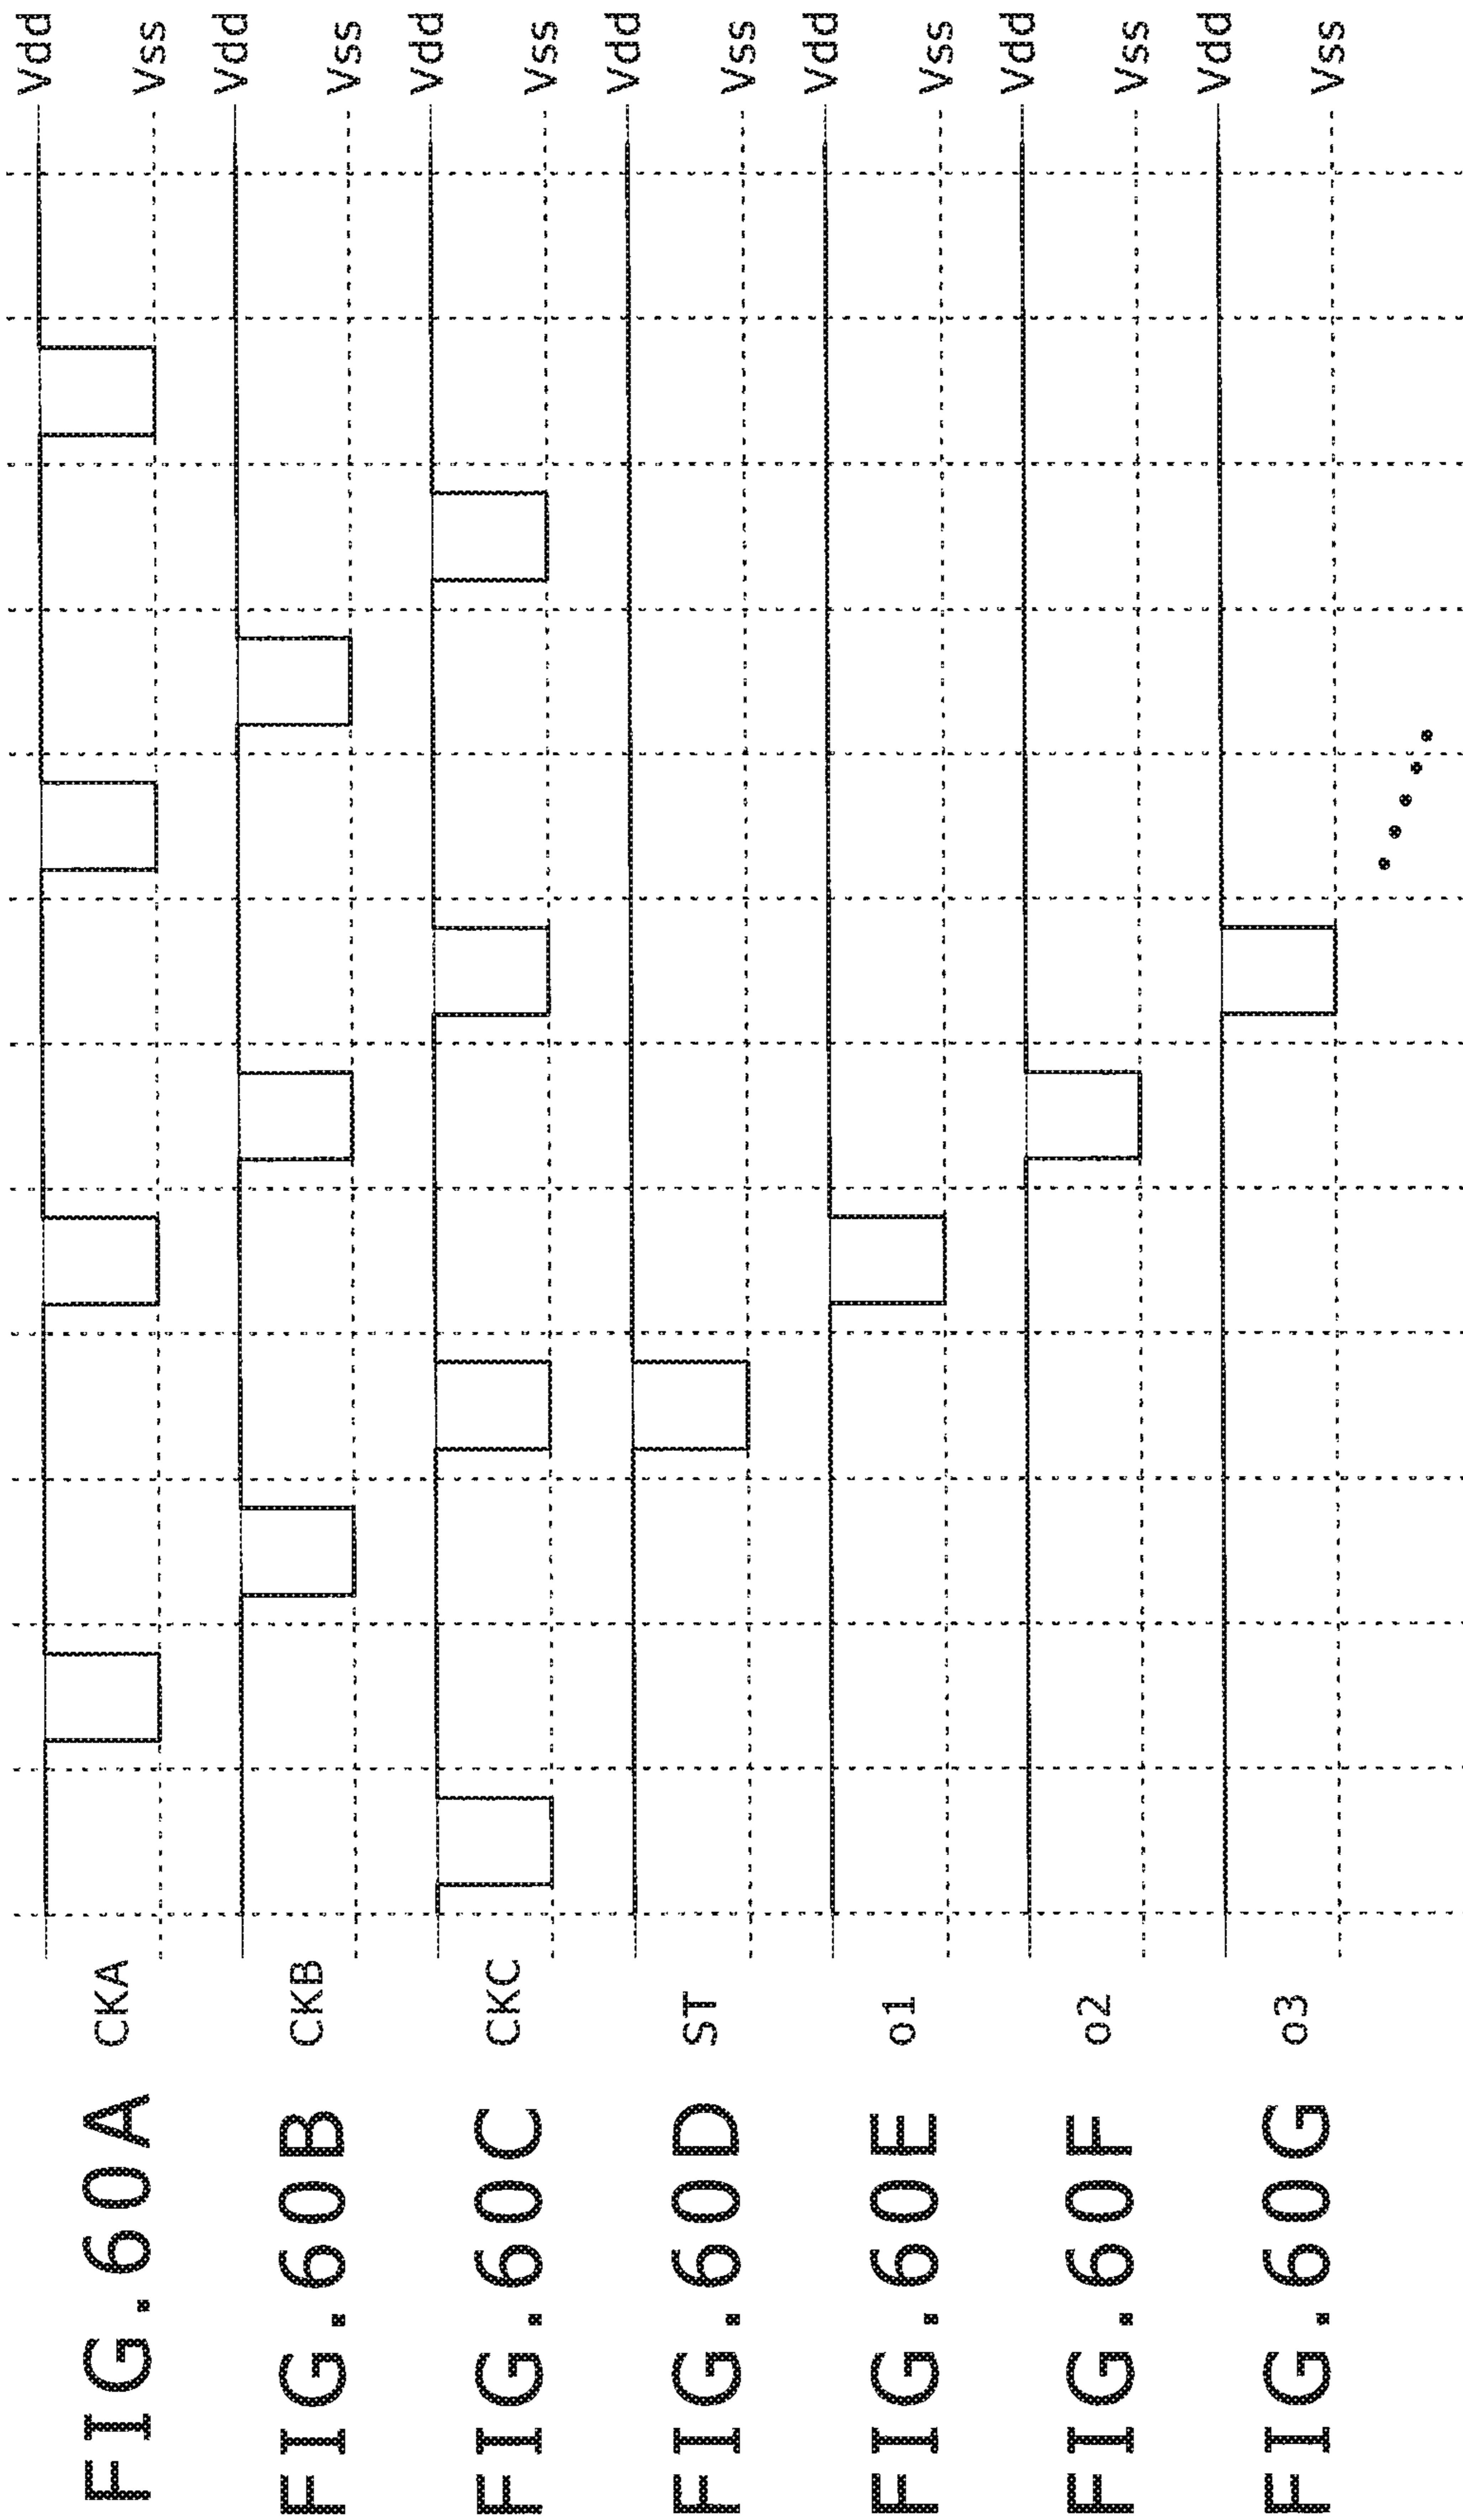 FIG.60A CKA Vdd Vss
FIG.60B CKB Vdd Vss
FIG.60C CKC Vdd Vss
FIG.60D ST Vdd Vss
FIG.60E o1 Vdd Vss
FIG.60F o2 Vdd Vss
FIG.60G o3 Vdd Vss